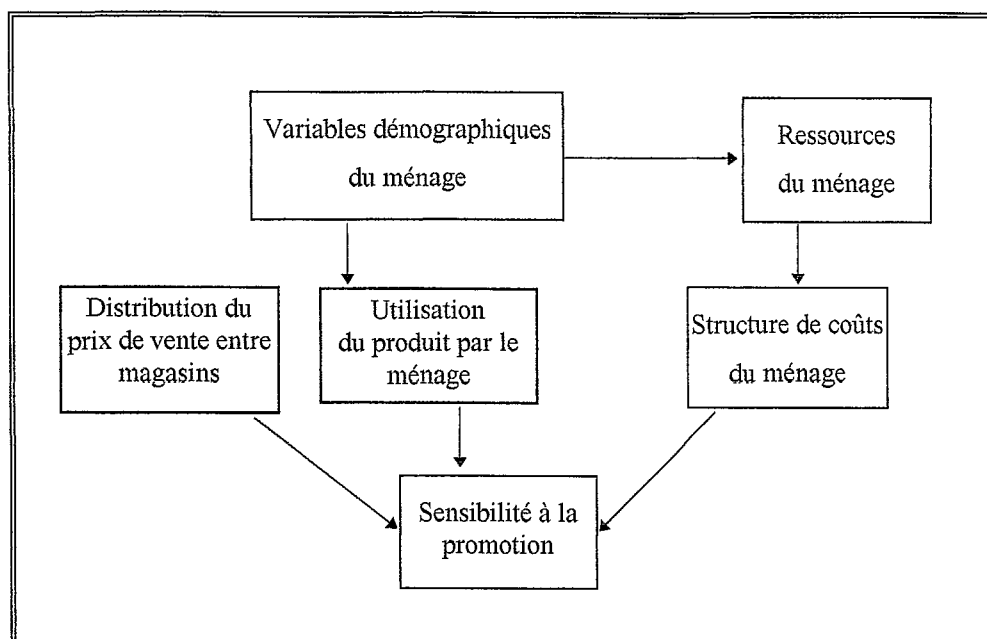 Variables démographiques
du ménage
Ressources
du ménage
Distribution du
prix de vente entre
magasins
Utilisation
du produit par le
ménage
Structure de coûts
du ménage
Sensibilité à la
promotion